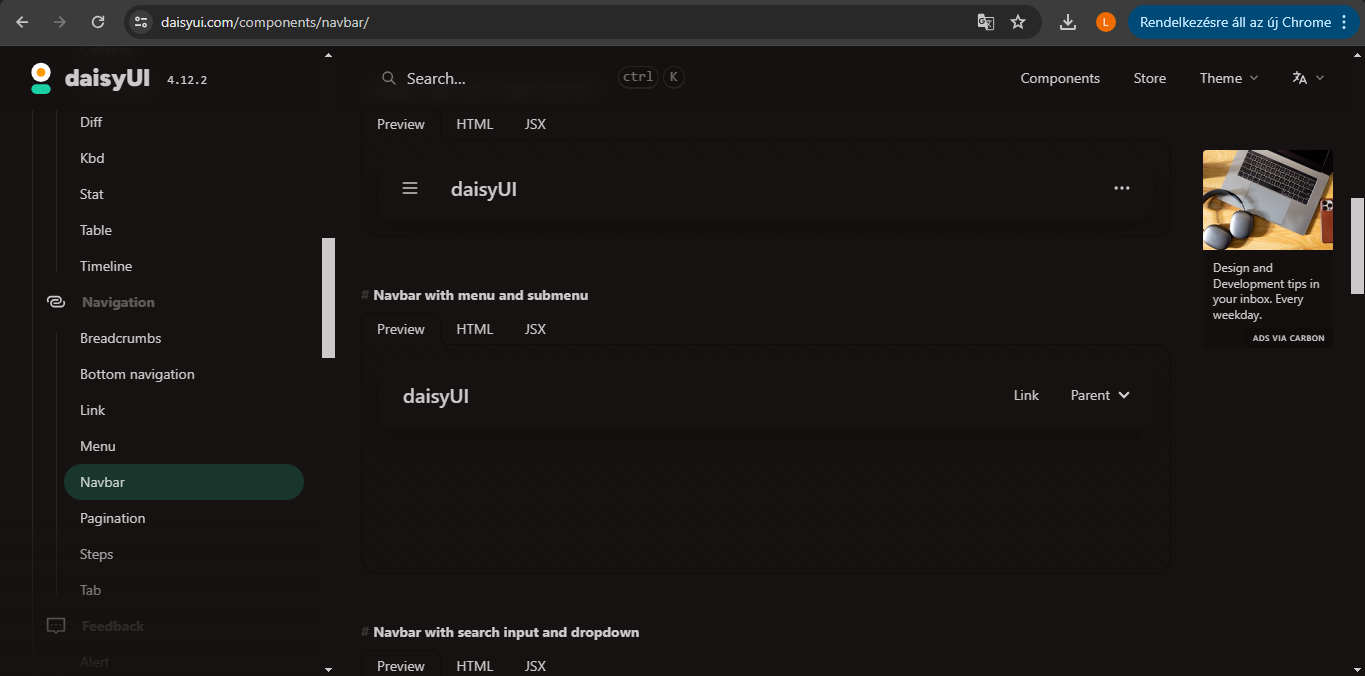 daisyui.com/components/navbar/
L
Rendelkezésre áll az új Chrome
daisyUI 4.12.2
Search...
ctrl K
Components
Store
Theme
Diff
Kbd
Stat
Table
Timeline
Navigation
Breadcrumbs
Bottom navigation
Link
Menu
Navbar
Pagination
Steps
Tab
Feedback
Alert
Preview HTML JSX
daisyUI
# Navbar with menu and submenu
Preview HTML JSX
daisyUI
Link
Parent
# Navbar with search input and dropdown
Preview HTML JSX
Design and
Development tips in
your inbox. Every
weekday.
ADS VIA CARBON